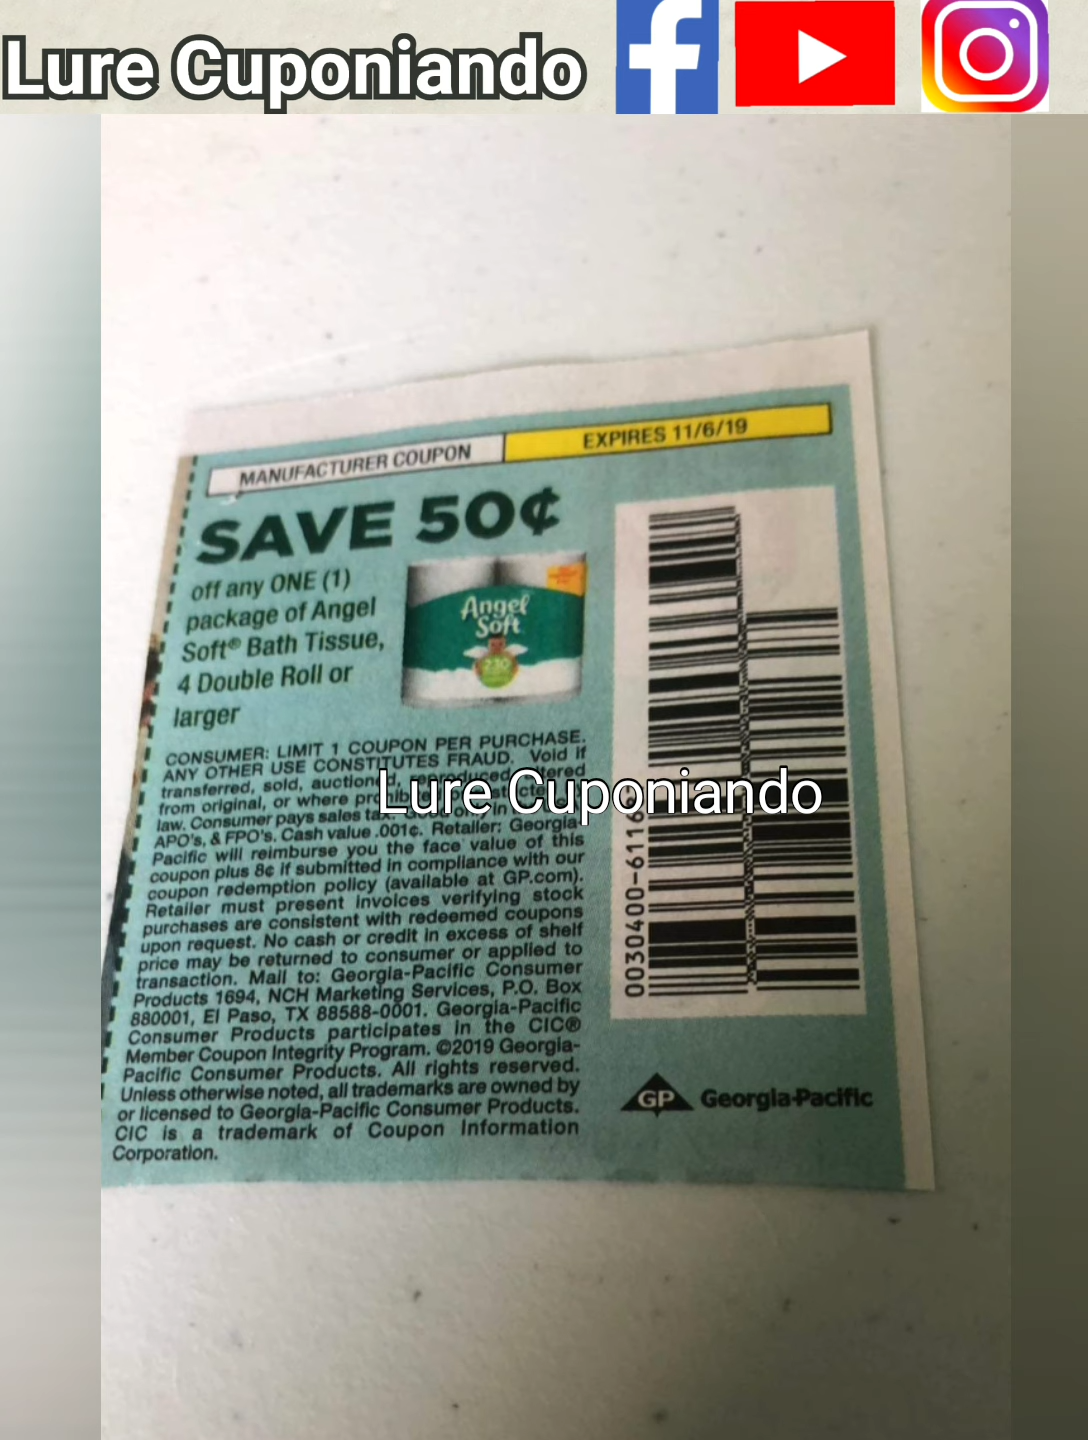 Lure Cuponiando
MANUFACTURER COUPON
EXPIRES 11/6/19
SAVE 50¢
off any ONE (1)
package of Angel
Soft® Bath Tissue,
4 Double Roll or
larger
Angel
Soft
230
CONSUMER: LIMIT 1 COUPON PER PURCHASE.
ANY OTHER USE CONSTITUTES FRAUD. Void if
transferred, sold, auctioned, reproduced
from original, or where
law. Consumer pays sales
APO's, & FPO's. Cash value .001¢. Retailer: Georgia-
Pacific will reimburse you the face value of this
coupon plus 8¢ if submitted in compliance with our
coupon redemption policy (available at GP.com).
Retailer must present invoices verifying stock
purchases are consistent with redeemed coupons
upon request. No cash or credit in excess of shelf
price may be returned to consumer or applied to
transaction. Mail to: Georgia-Pacific Consumer
Products 1694, NCH Marketing Services, P.O. Box
880001, El Paso, TX 88588-0001. Georgia-Pacific
Consumer Products participates in the CIC®
Member Coupon Integrity Program. ©2019 Georgia-
Pacific Consumer Products. All rights reserved.
Unless otherwise noted, all trademarks are owned by
or licensed to Georgia-Pacific Consumer Products.
CIC is a trademark of Coupon Information
Corporation.
Lure Cuponiando
GP Georgia-Pacific